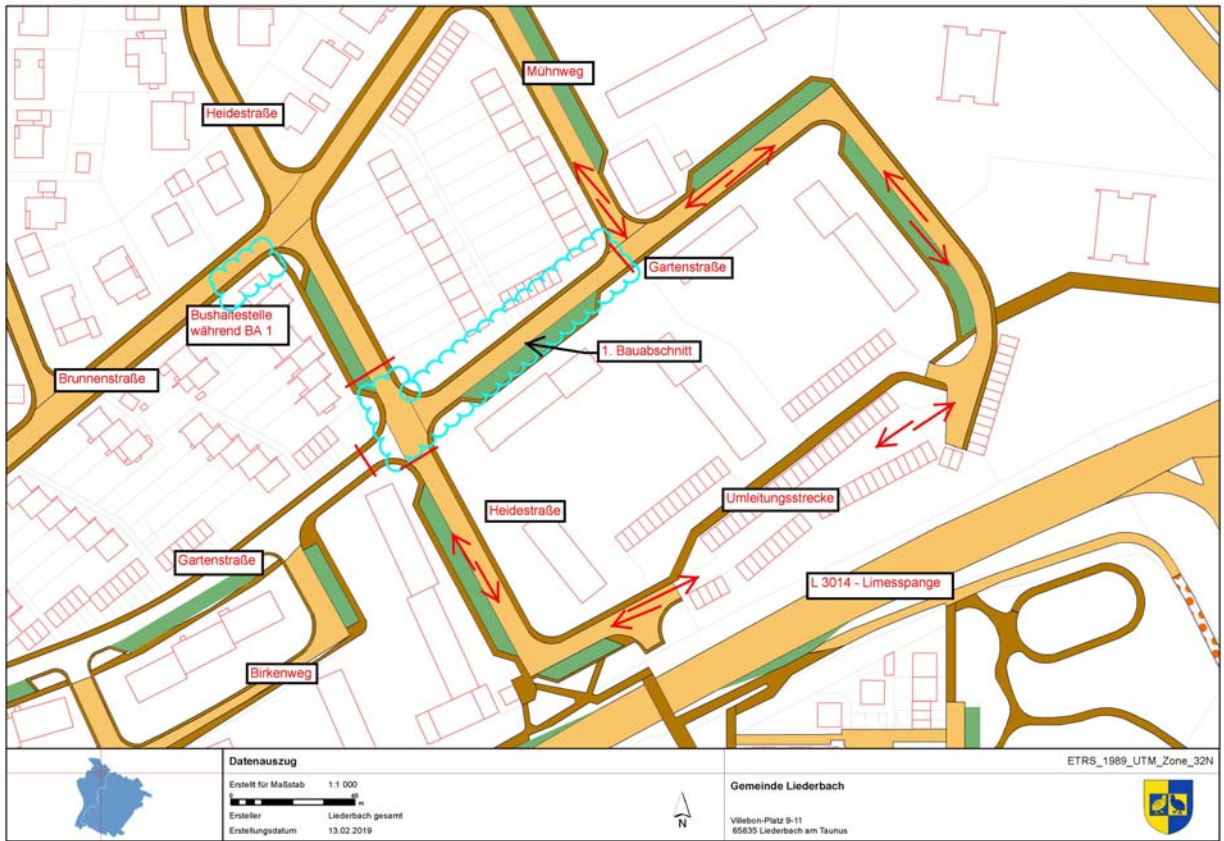 Mühnweg
Heidestraße
Gartenstraße
Bushaltestelle
während BA 1
1. Bauabschnitt
Brunnenstraße
Umleitungsstrecke
Heidestraße
Gartenstraße
L 3014 - Limesspange
Birkenweg
Datenauszug
Erstellt für Maßstab 1:1 000
0 40 m
Ersteller Liederbach gesamt
Erstellungsdatum 13.02.2019
N
ETRS_1989_UTM_Zone_32N
Gemeinde Liederbach
Villebon-Platz 9-11
65835 Liederbach am Taunus